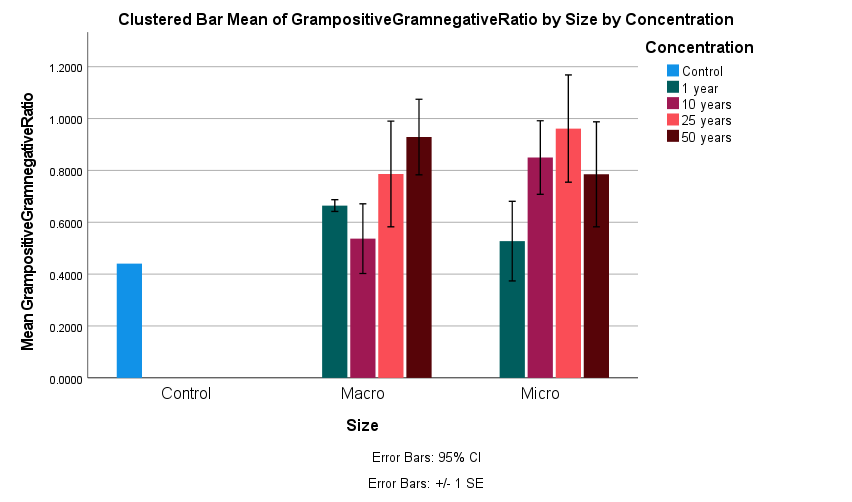 Clustered Bar Mean of GrampositiveGramnegativeRatio by Size by Concentration
Concentration
Control
1 year
10 years
25 years
50 years
Mean GrampositiveGramnegativeRatio
1.2000
1.0000
0.8000
0.6000
0.4000
0.2000
0.0000
Control
Macro
Micro
Size
Error Bars: 95% CI
Error Bars: +/- 1 SE